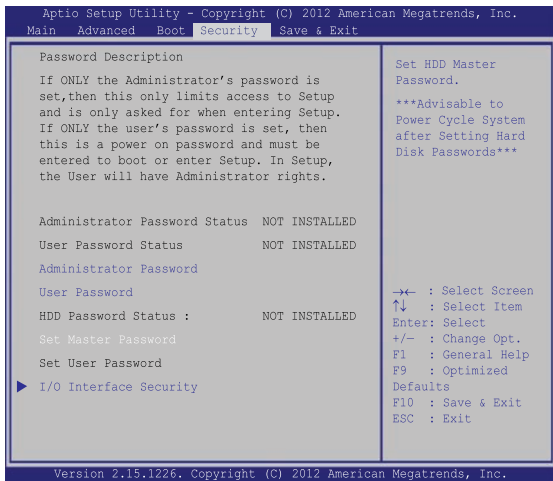 Aptio Setup Utility - Copyright (C) 2012 American Megatrends, Inc.
Main Advanced Boot Security Save & Exit
Password Description
If ONLY the Administrator's password is
set,then this only limits access to Setup
and is only asked for when entering Setup.
If ONLY the user's password is set, then
this is a power on password and must be
entered to boot or enter Setup. In Setup,
the User will have Administrator rights.
Administrator Password Status NOT INSTALLED
User Password Status NOT INSTALLED
Administrator Password
User Password
HDD Password Status : NOT INSTALLED
Set Master Password
Set User Password
I/O Interface Security
Set HDD Master
Password.
***Advisable to
Power Cycle System
after Setting Hard
Disk Passwords***
→← : Select Screen
↑↓ : Select Item
Enter: Select
+/— : Change Opt.
F1 : General Help
F9 : Optimized
Defaults
F10 : Save & Exit
ESC : Exit
Version 2.15.1226. Copyright (C) 2012 American Megatrends, Inc.